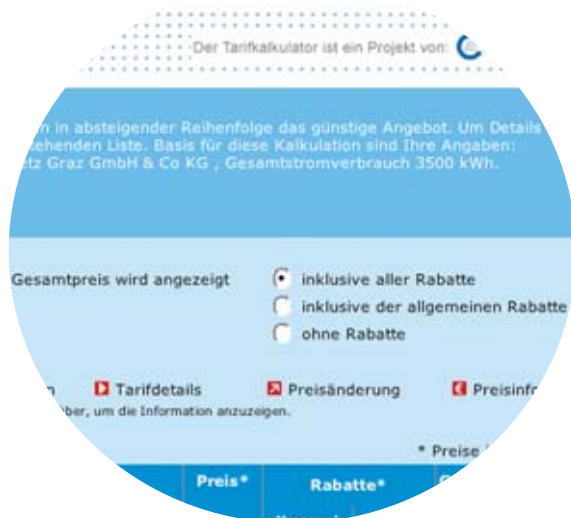 Der Tarifkalkulator ist ein Projekt von:
in absteigender Reihenfolge das günstige Angebot. Um Details
tehenden Liste. Basis für diese Kalkulation sind Ihre Angaben:
etz Graz GmbH & Co KG , Gesamtstromverbrauch 3500 kWh.
Gesamtpreis wird angezeigt
inklusive aller Rabatte
inklusive der allgemeinen Rabatte
ohne Rabatte
Tarifdetails Preisänderung Preisinfo
ber, um die Information anzuzeigen.
* Preise
Preis* Rabatte*